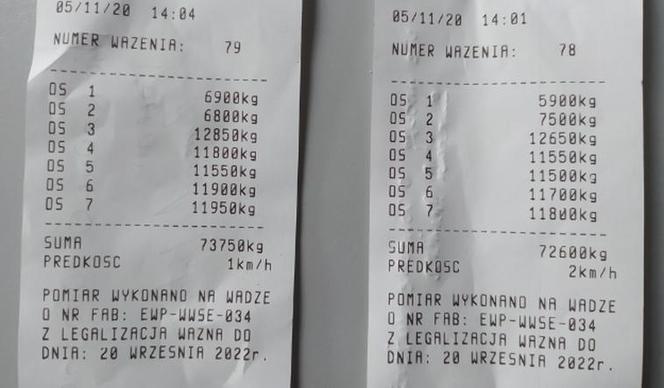 05/11/20 14:04
NUMER WAZENIA: 79
OS 1 6900kg
OS 2 6800kg
OS 3 12850kg
OS 4 11800kg
OS 5 11550kg
OS 6 11900kg
OS 7 11950kg
SUMA 73750kg
PREDKOSC 1km/h
POMIAR WYKONANO NA WADZE
O NR FAB: EWP-WWSE-034
Z LEGALIZACJA WAZNA DO
DNIA: 20 WRZESNIA 2022r.
05/11/20 14:01
NUMER WAZENIA: 78
OS 1 5900kg
OS 2 7500kg
OS 3 12650kg
OS 4 11550kg
OS 5 11500kg
OS 6 11700kg
OS 7 11800kg
SUMA 72600kg
PREDKOSC 2km/h
POMIAR WYKONANO NA WADZE
O NR FAB: EWP-WWSE-034
Z LEGALIZACJA WAZNA DO
DNIA: 20 WRZESNIA 2022r.